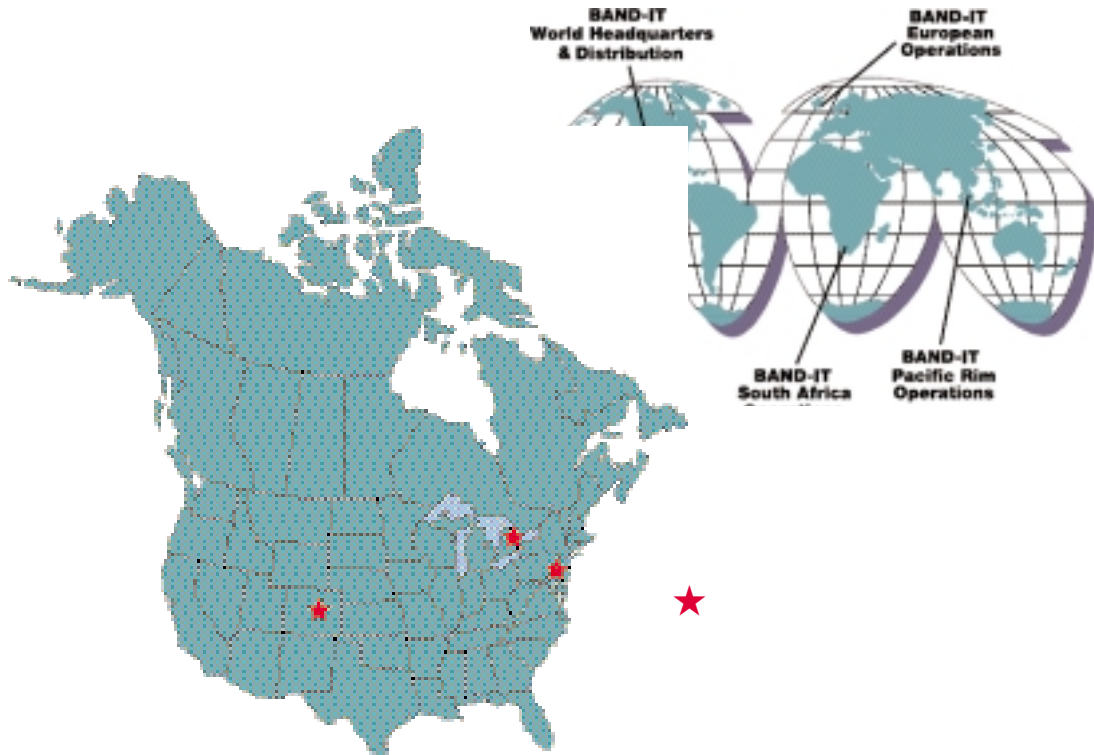 BAND-IT
World Headquarters
& Distribution
BAND-IT
European
Operations
BAND-IT
South Africa
BAND-IT
Pacific Rim
Operations